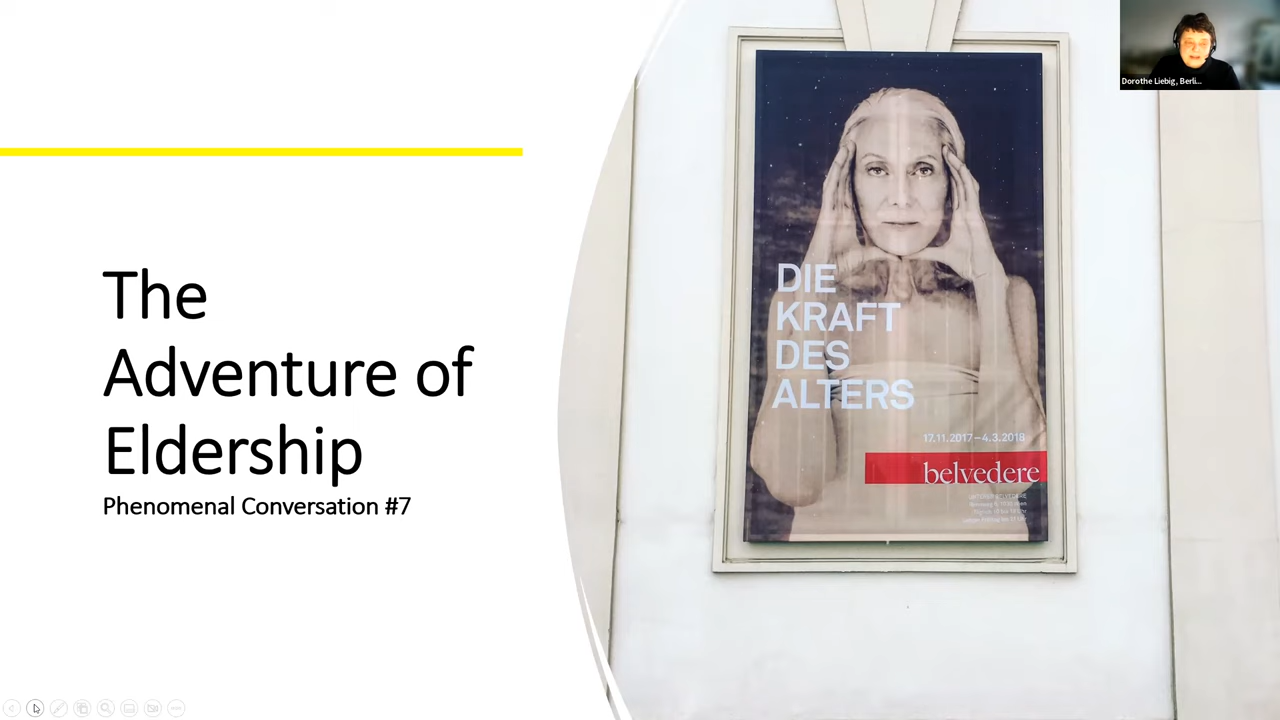 The
Adventure of
Eldership
Phenomenal Conversation #7
DIE
KRAFT
DES
ALTERS
17.11.2017 – 4.3.2018
belvedere
Dorothe Liebig, Berli...